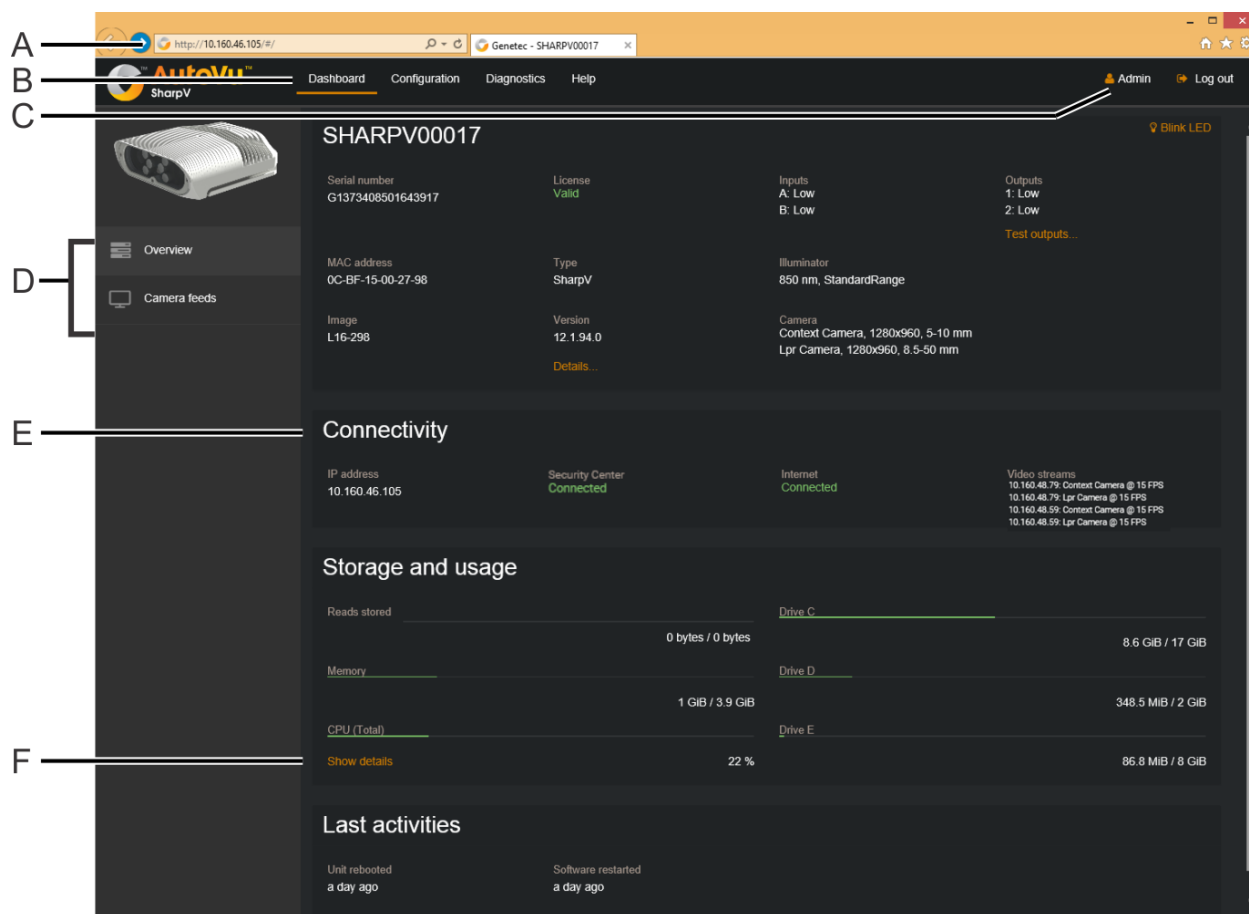 A
http://10.160.46.105/#/
Genetec - SHARPV00017
B
AutoVu™
SharpV
Dashboard Configuration Diagnostics Help
Admin Log out
C
SHARPV00017
Blink LED
Serial number License Inputs Outputs
G1373408501643917 Valid A: Low 1: Low
B: Low 2: Low
Test outputs...
D
Overview
Camera feeds
MAC address Type Illuminator
0C-BF-15-00-27-98 SharpV 850 nm, StandardRange
Image Version Camera
L16-298 12.1.94.0 Context Camera, 1280x960, 5-10 mm
Lpr Camera, 1280x960, 8.5-50 mm
Details...
E
Connectivity
IP address Security Center Internet Video streams
10.160.46.105 Connected Connected 10.160.48.79: Context Camera @ 15 FPS
10.160.48.79: Lpr Camera @ 15 FPS
10.160.48.59: Context Camera @ 15 FPS
10.160.48.59: Lpr Camera @ 15 FPS
Storage and usage
Reads stored Drive C
0 bytes / 0 bytes 8.6 GiB / 17 GiB
Memory Drive D
1 GiB / 3.9 GiB 348.5 MiB / 2 GiB
CPU (Total) Drive E
F
Show details 22 % 86.8 MiB / 8 GiB
Last activities
Unit rebooted Software restarted
a day ago a day ago